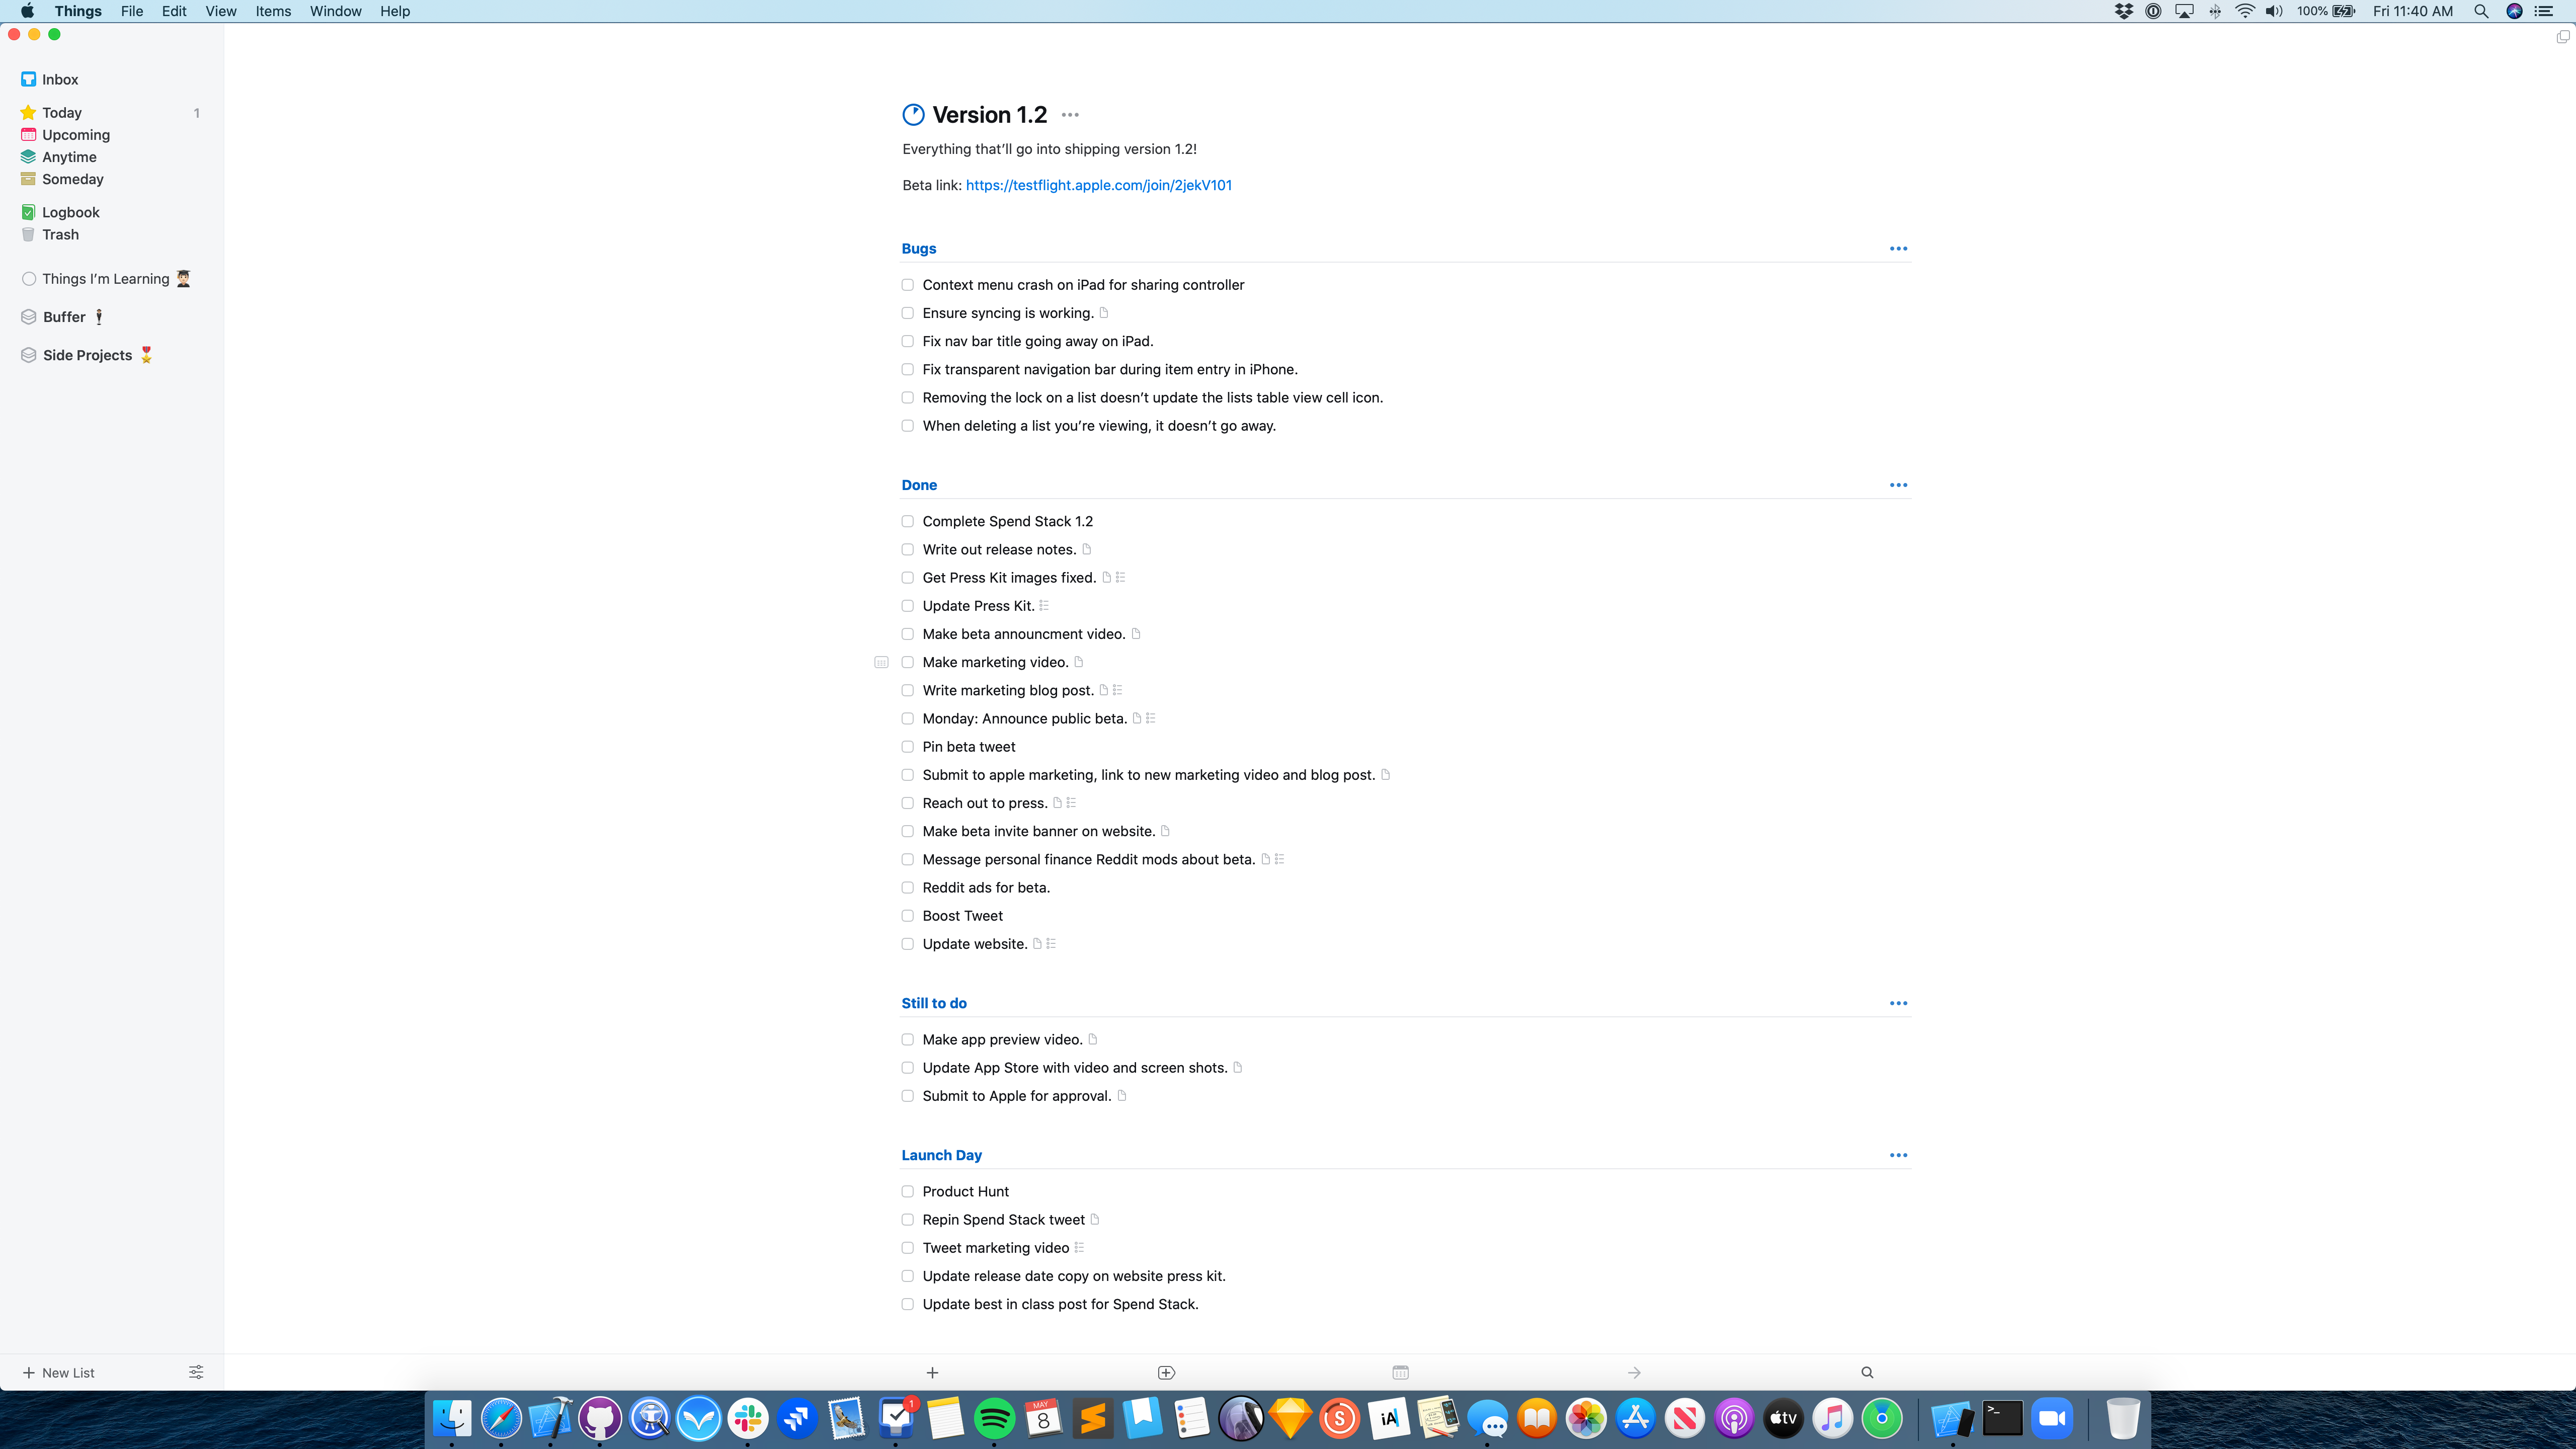 Things File Edit View Items Window Help 100% Fri 11:40 AM
Inbox
Today 1
Upcoming
Anytime
Someday
Logbook
Trash
Things I’m Learning
Buffer
Side Projects
New List
Version 1.2
Everything that’ll go into shipping version 1.2!
Beta link: https://testflight.apple.com/join/2jekV101
Bugs
Context menu crash on iPad for sharing controller
Ensure syncing is working.
Fix nav bar title going away on iPad.
Fix transparent navigation bar during item entry in iPhone.
Removing the lock on a list doesn’t update the lists table view cell icon.
When deleting a list you’re viewing, it doesn’t go away.
Done
Complete Spend Stack 1.2
Write out release notes.
Get Press Kit images fixed.
Update Press Kit.
Make beta announcment video.
Make marketing video.
Write marketing blog post.
Monday: Announce public beta.
Pin beta tweet
Submit to apple marketing, link to new marketing video and blog post.
Reach out to press.
Make beta invite banner on website.
Message personal finance Reddit mods about beta.
Reddit ads for beta.
Boost Tweet
Update website.
Still to do
Make app preview video.
Update App Store with video and screen shots.
Submit to Apple for approval.
Launch Day
Product Hunt
Repin Spend Stack tweet
Tweet marketing video
Update release date copy on website press kit.
Update best in class post for Spend Stack.
1
MAY
8
S
iA
tv
>_